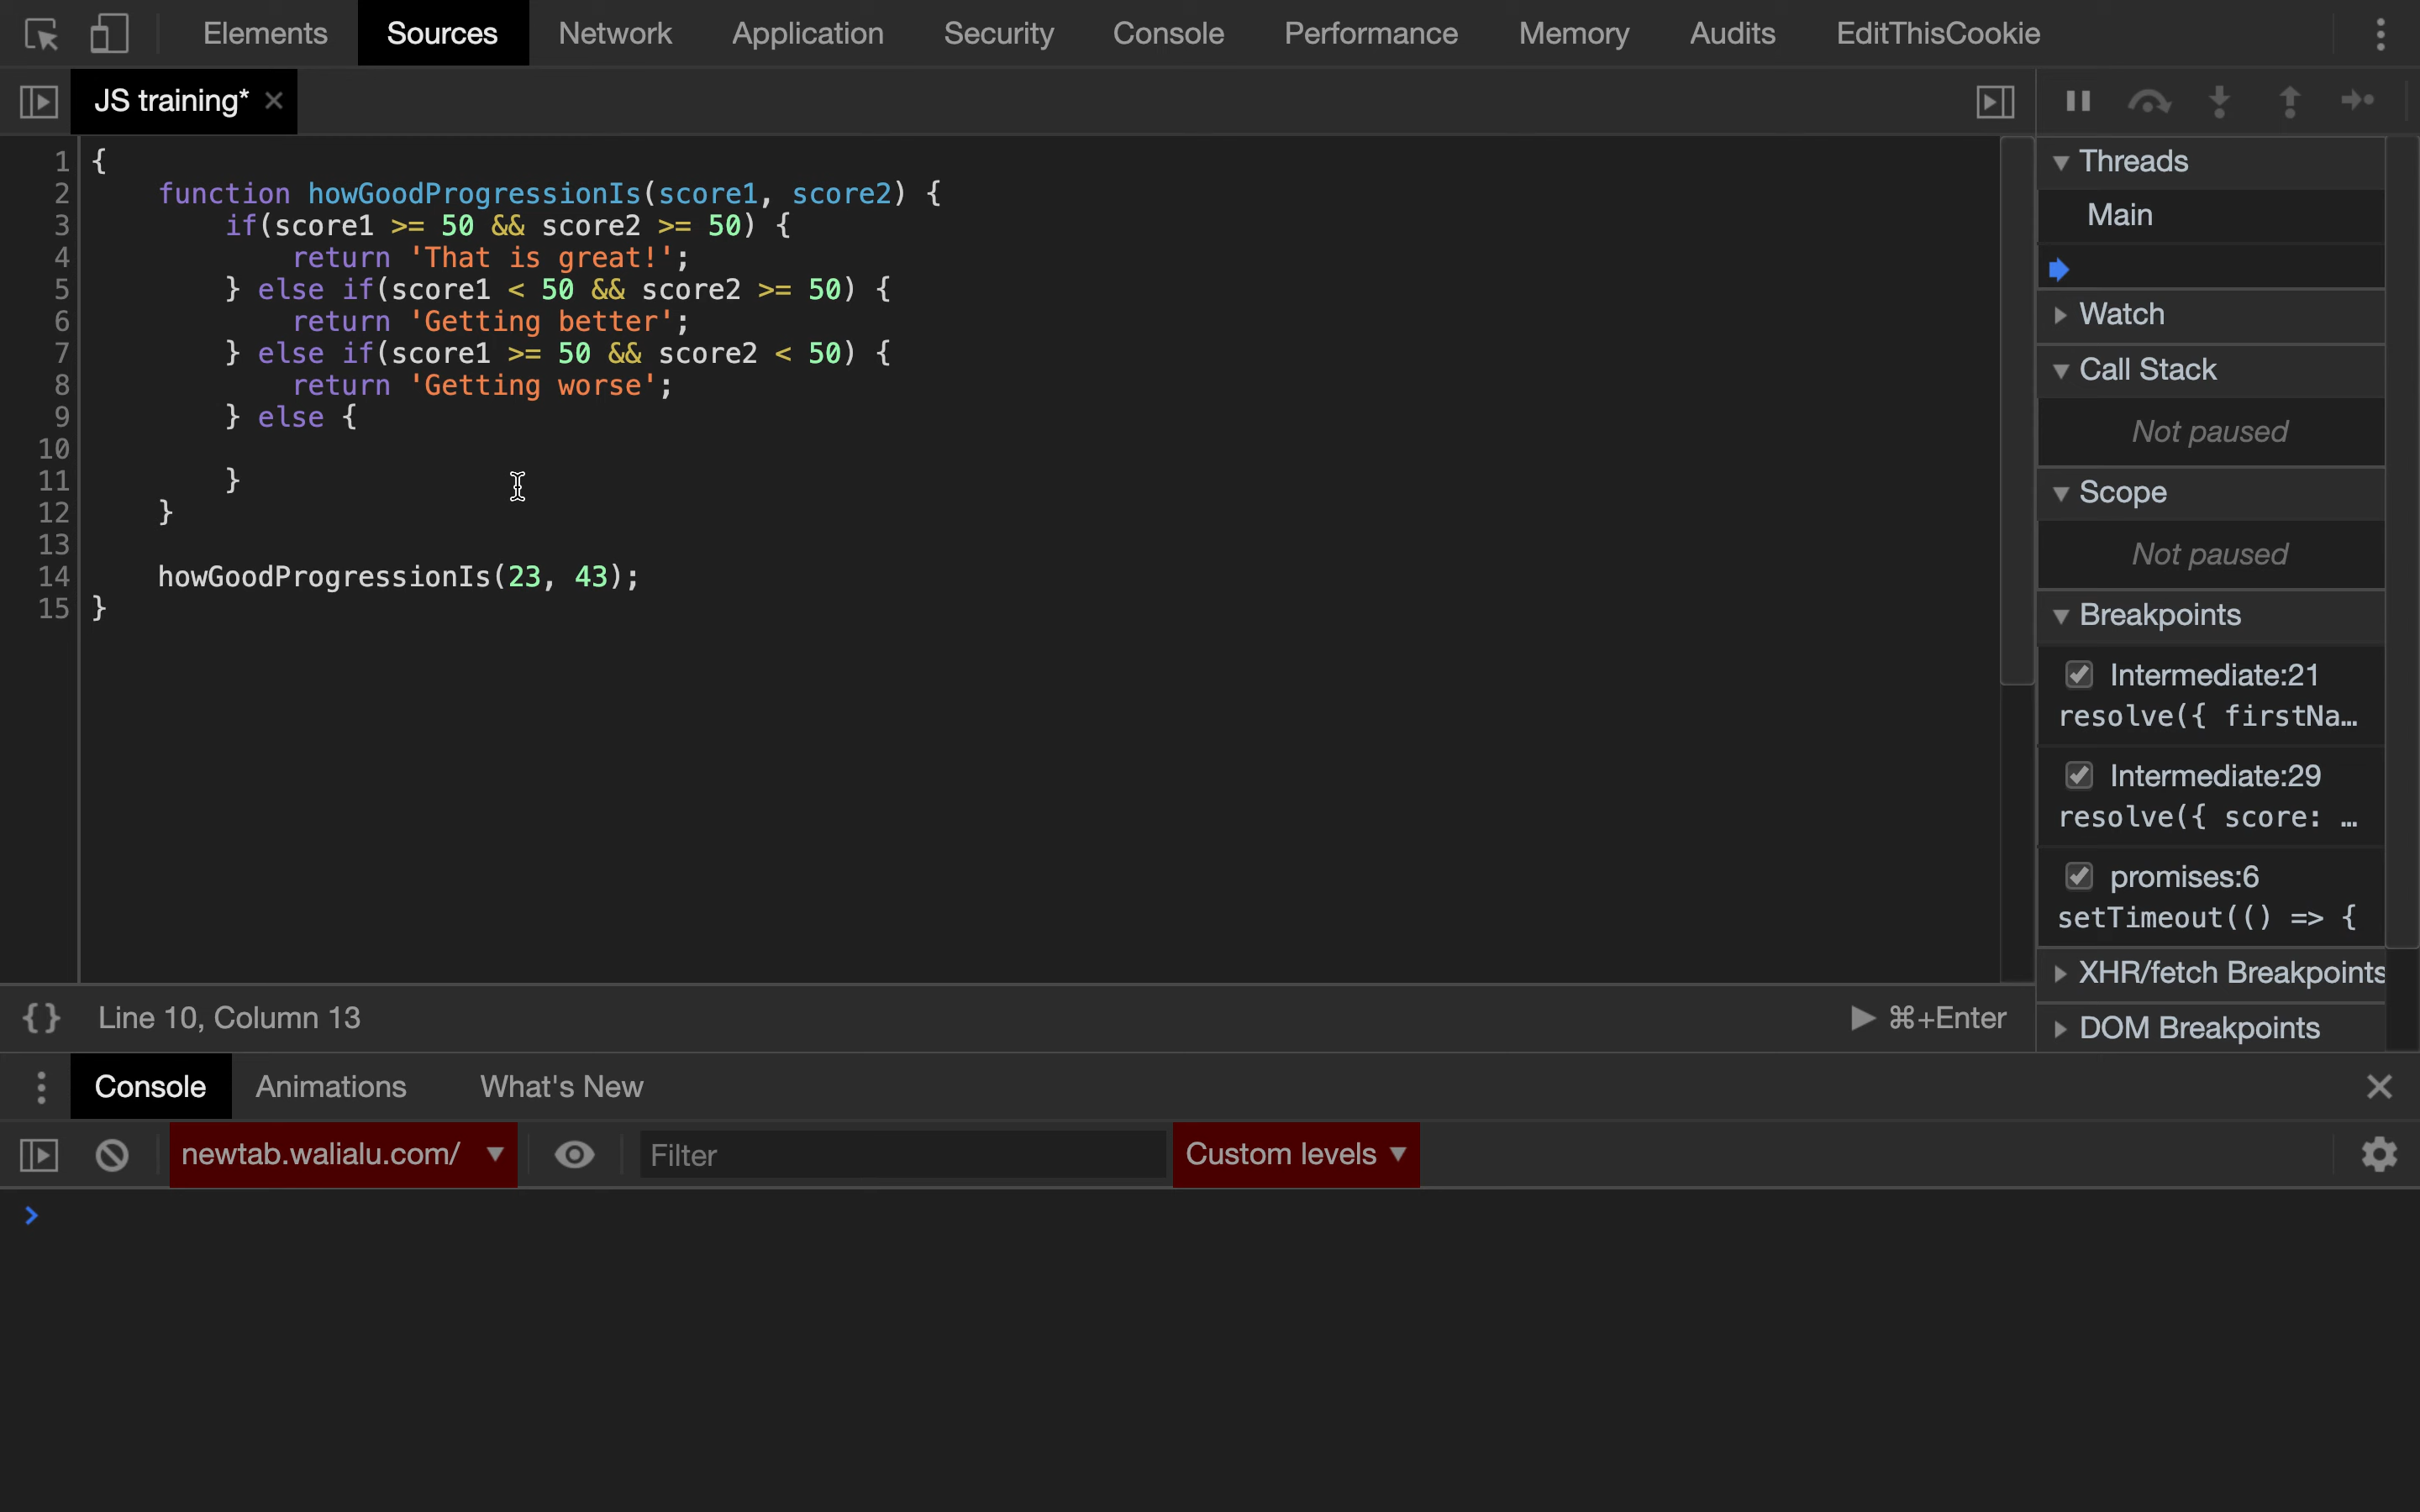 Elements Sources Network Application Security Console Performance Memory Audits EditThisCookie
JS training*
1 {
2     function howGoodProgressionIs(score1, score2) {
3         if(score1 >= 50 && score2 >= 50) {
4             return 'That is great!';
5         } else if(score1 < 50 && score2 >= 50) {
6             return 'Getting better';
7         } else if(score1 >= 50 && score2 < 50) {
8             return 'Getting worse';
9         } else {
10
11         }
12     }
13
14     howGoodProgressionIs(23, 43);
15 }
Threads
Main
Watch
Call Stack
Not paused
Scope
Not paused
Breakpoints
Intermediate:21
resolve({ firstNa…
Intermediate:29
resolve({ score: …
promises:6
setTimeout(() => {
XHR/fetch Breakpoints
DOM Breakpoints
{} Line 10, Column 13 ⌘+Enter
Console Animations What's New
newtab.walialu.com/ Filter Custom levels